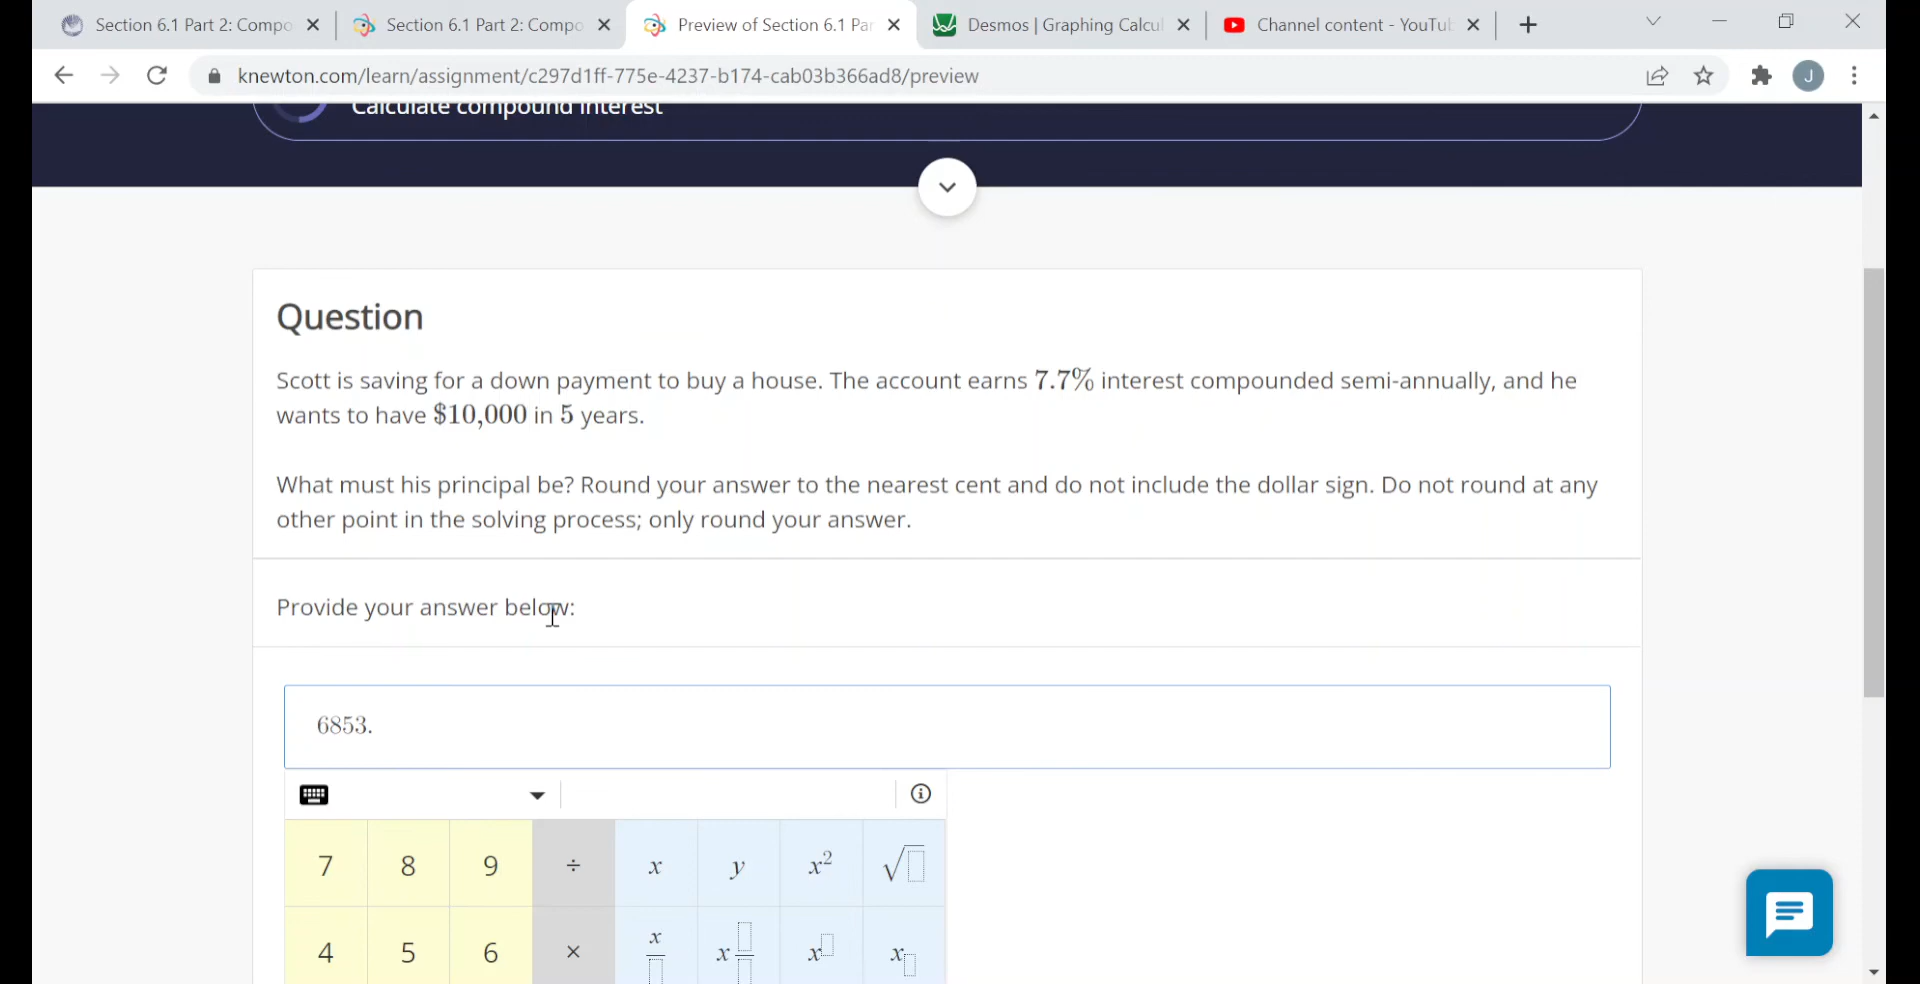 Section 6.1 Part 2: Compo
Section 6.1 Part 2: Compo
Preview of Section 6.1 Par
Desmos | Graphing Calcul
Channel content - YouTub
knewton.com/learn/assignment/c297d1ff-775e-4237-b174-cab03b366ad8/preview
J
Calculate compound interest
Question
Scott is saving for a down payment to buy a house. The account earns 7.7% interest compounded semi-annually, and he
wants to have $10,000 in 5 years.
What must his principal be? Round your answer to the nearest cent and do not include the dollar sign. Do not round at any
other point in the solving process; only round your answer.
Provide your answer below:
6853.
7 8 9 ÷ x y x² √□
4 5 6 × x/□ x□/□ x^□ x_□